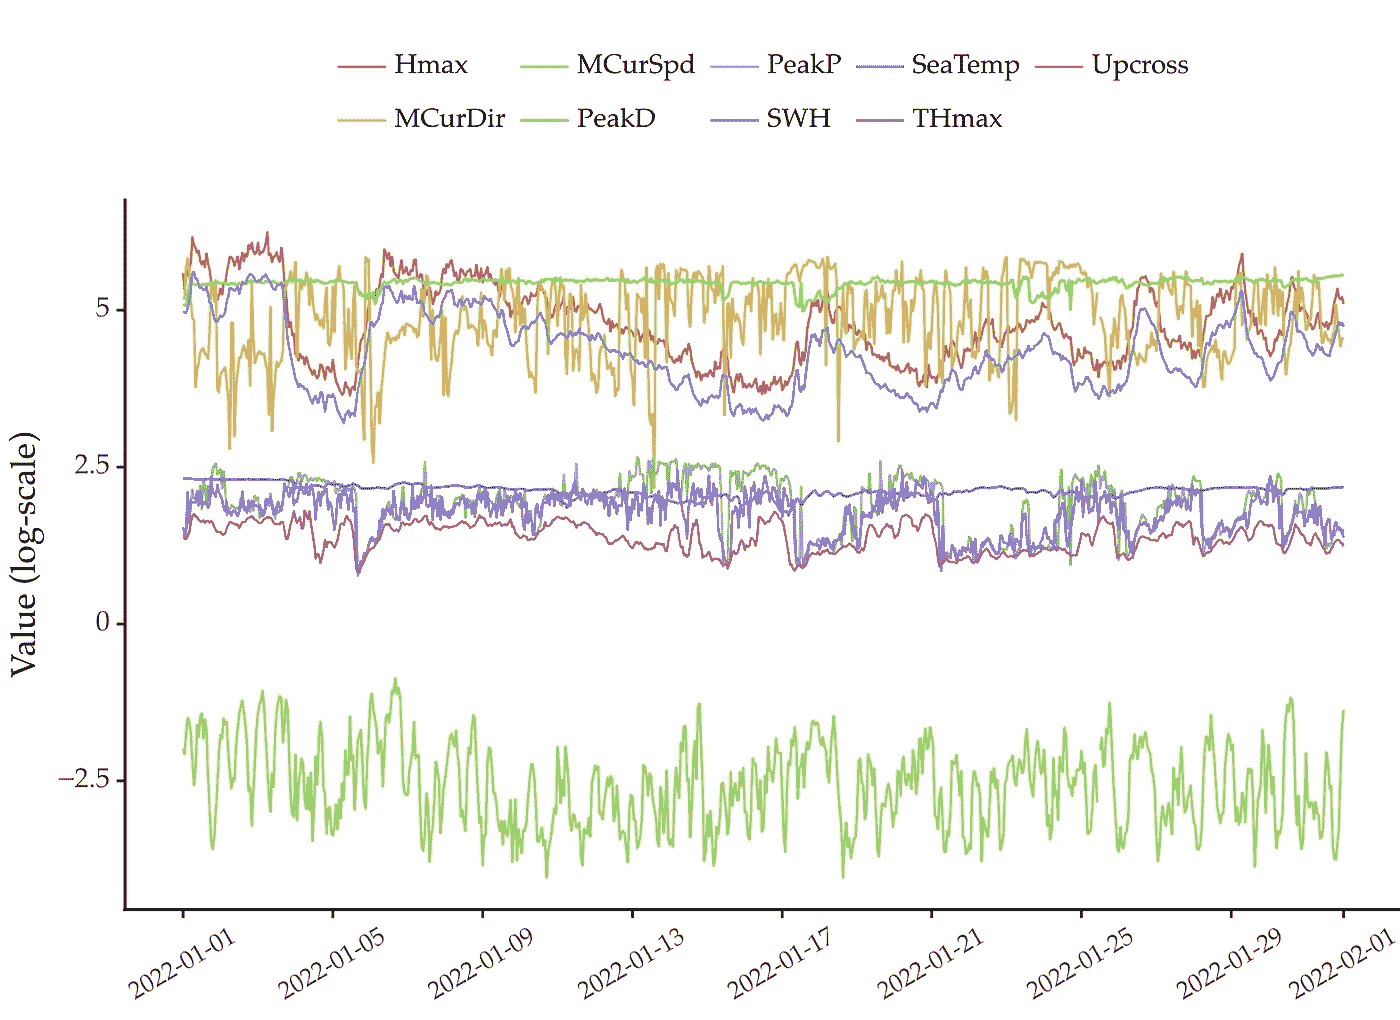 Hmax MCurSpd PeakP SeaTemp Upcross
MCurDir PeakD SWH THmax
Value (log-scale)
5
2.5
0
−2.5
2022-01-01 2022-01-05 2022-01-09 2022-01-13 2022-01-17 2022-01-21 2022-01-25 2022-01-29 2022-02-01